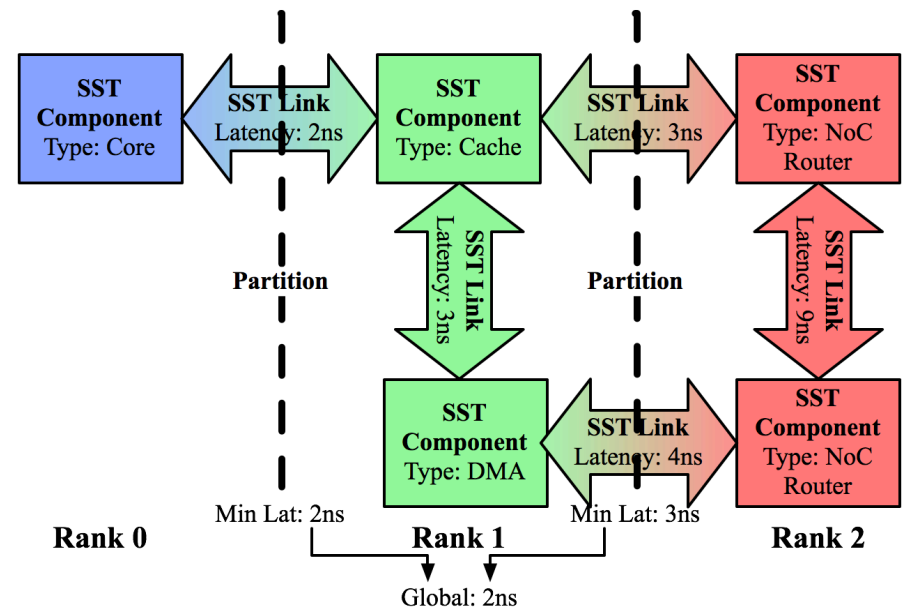 SST
Component
Type: Core
SST Link
Latency: 2ns
SST
Component
Type: Cache
SST Link
Latency: 3ns
SST
Component
Type: NoC
Router
Partition
SST Link
Latency: 3ns
Partition
SST Link
Latency: 9ns
SST
Component
Type: DMA
SST Link
Latency: 4ns
SST
Component
Type: NoC
Router
Min Lat: 2ns
Min Lat: 3ns
Rank 0
Rank 1
Rank 2
Global: 2ns